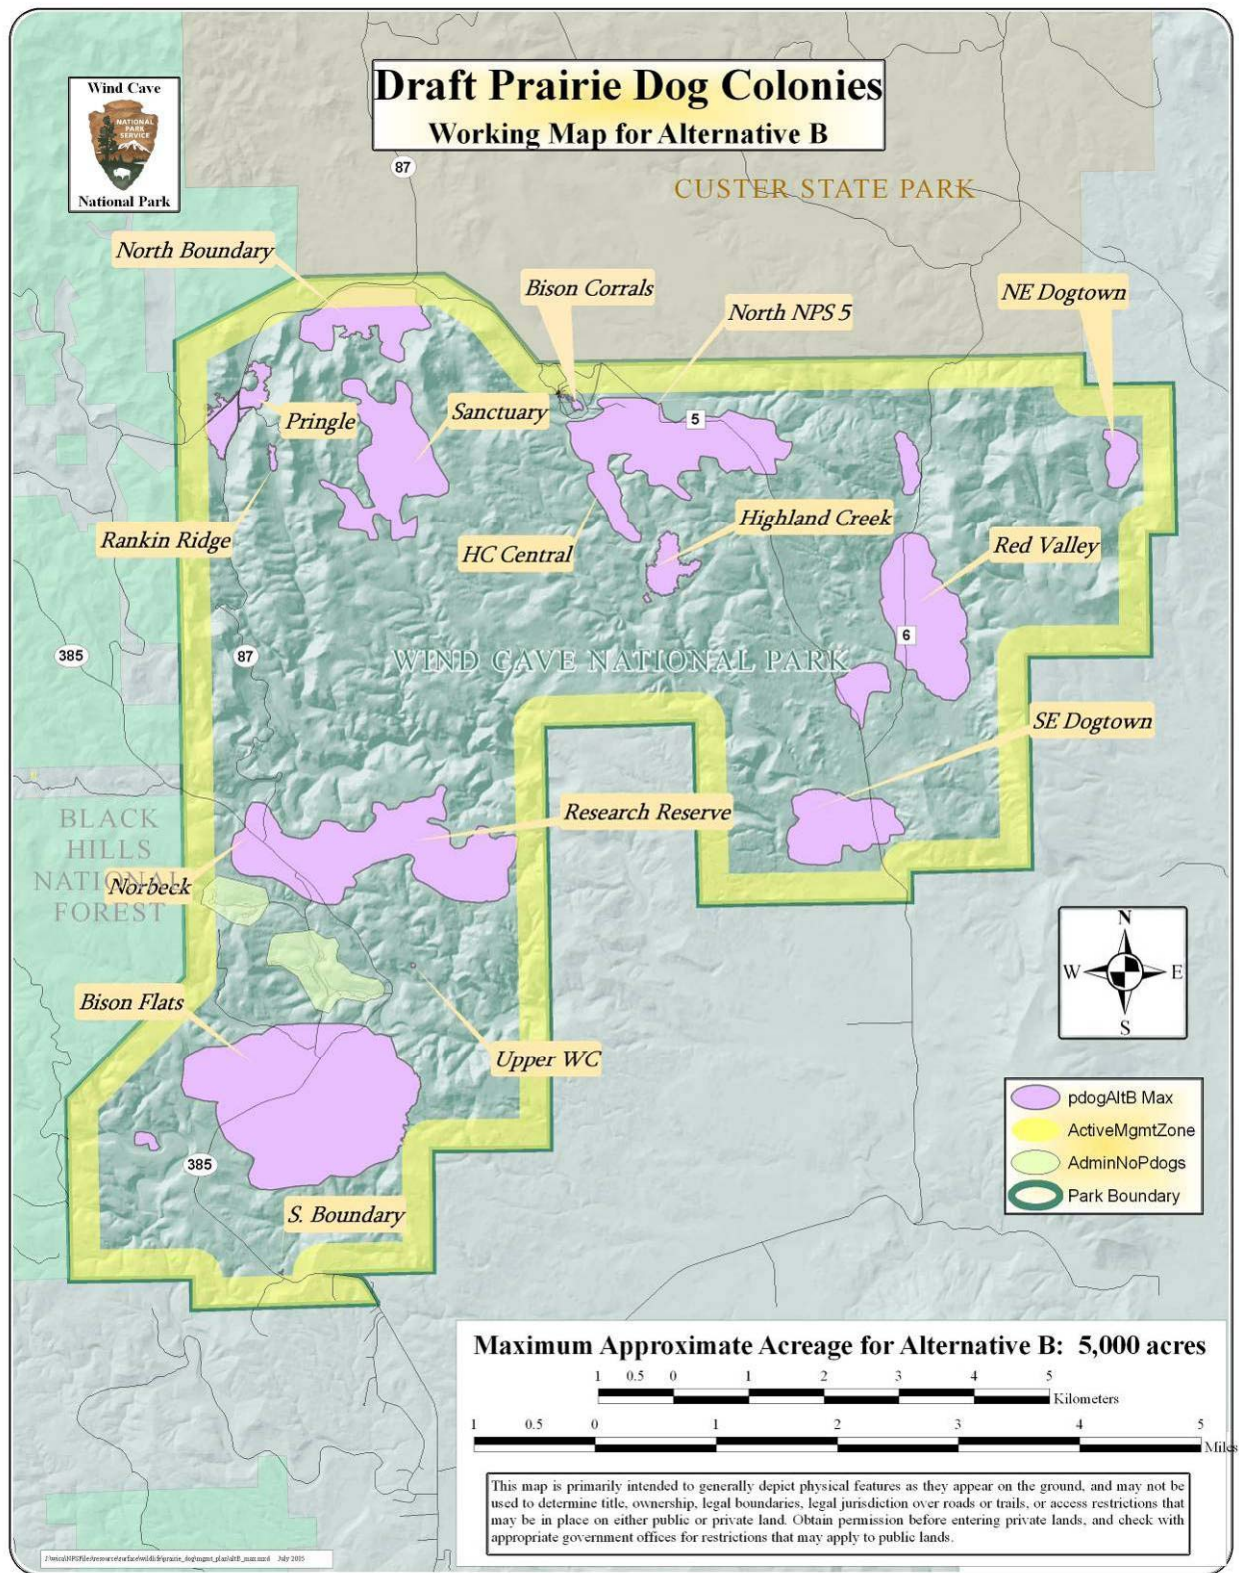 Draft Prairie Dog Colonies
Working Map for Alternative B
Wind Cave
NATIONAL
PARK
SERVICE
National Park
87
CUSTER STATE PARK
North Boundary
Bison Corrals
North NPS 5
NE Dogtown
Pringle
Sanctuary
5
Rankin Ridge
HC Central
Highland Creek
Red Valley
6
385
87
WIND CAVE NATIONAL PARK
SE Dogtown
Research Reserve
BLACK
HILLS
NATIONAL
FOREST
Norbeck
Bison Flats
Upper WC
385
S. Boundary
N
W
E
S
pdogAltB Max
ActiveMgmtZone
AdminNoPdogs
Park Boundary
Maximum Approximate Acreage for Alternative B: 5,000 acres
1 0.5 0 1 2 3 4 5
Kilometers
1 0.5 0 1 2 3 4 5
Miles
This map is primarily intended to generally depict physical features as they appear on the ground, and may not be
used to determine title, ownership, legal boundaries, legal jurisdiction over roads or trails, or access restrictions that
may be in place on either public or private land. Obtain permission before entering private lands, and check with
appropriate government offices for restrictions that may apply to public lands.
July 2005